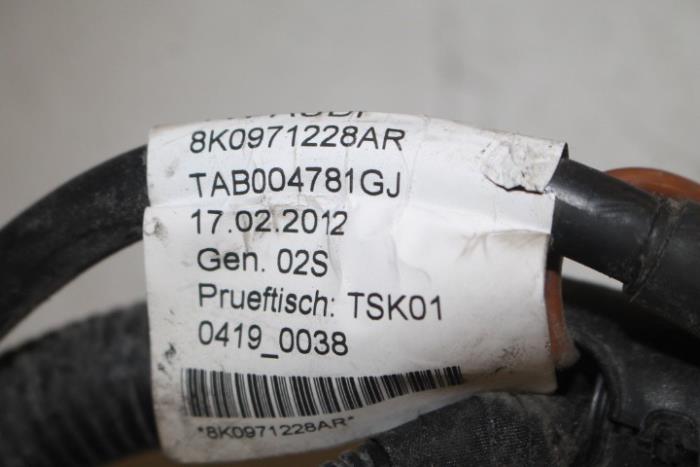 8K0971228AR
TAB004781GJ
17.02.2012
Gen. 02S
Prueftisch: TSK01
0419_0038
*8K0971228AR*